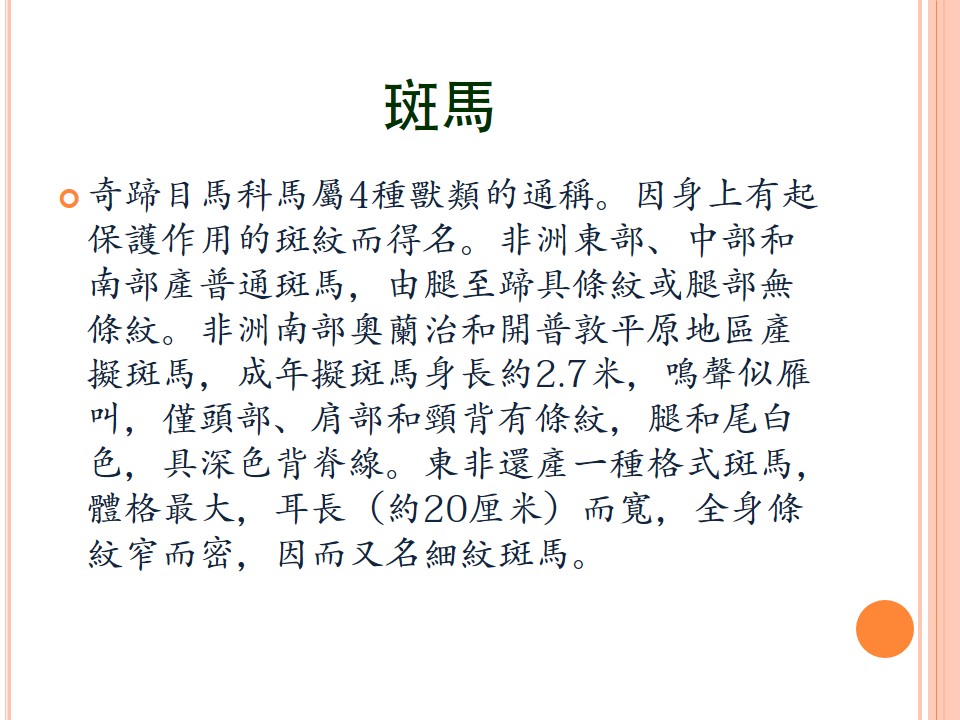 斑馬
奇蹄目馬科馬屬4種獸類的通稱。因身上有起
保護作用的斑紋而得名。非洲東部、中部和
南部產普通斑馬，由腿至蹄具條紋或腿部無
條紋。非洲南部奧蘭治和開普敦平原地區產
擬斑馬，成年擬斑馬身長約2.7米，鳴聲似雁
叫，僅頭部、肩部和頸背有條紋，腿和尾白
色，具深色背脊線。東非還產一種格式斑馬，
體格最大，耳長（約20厘米）而寬，全身條
紋窄而密，因而又名細紋斑馬。